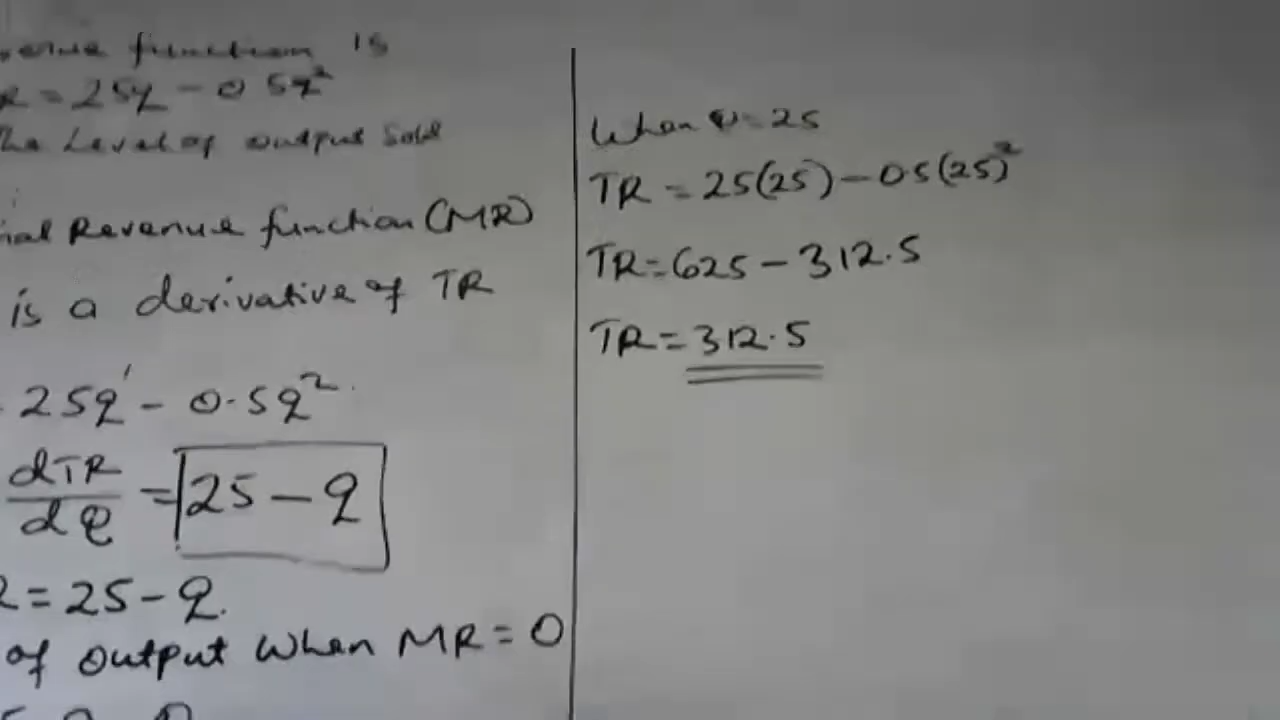 function is
R = 25q - 0.5q²
The Level of output Sold
Revenue function (MR)
is a derivative of TR
25q' - 0.5q².
dTR/dQ = 25 - q
= 25 - q.
of output when MR = 0
When Q = 25
TR = 25(25) - 0.5(25)²
TR = 625 - 312.5
TR = 312.5